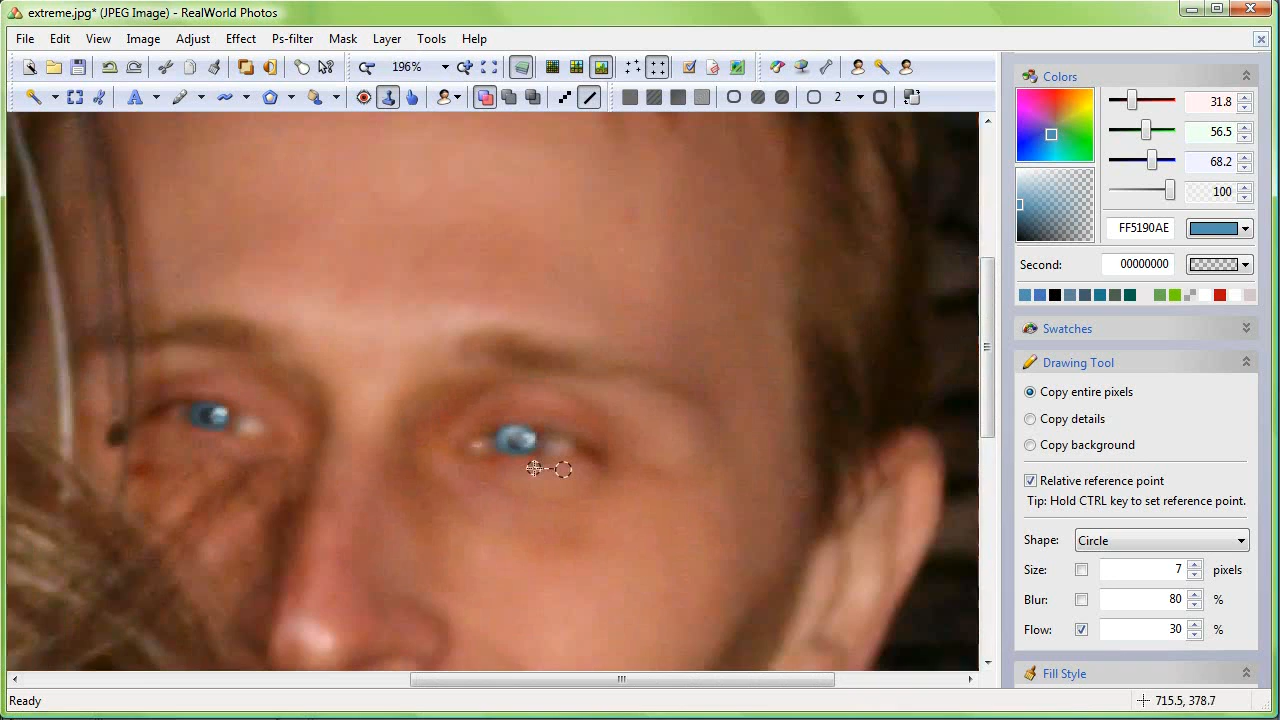 extreme.jpg* (JPEG Image) - RealWorld Photos
File Edit View Image Adjust Effect Ps-filter Mask Layer Tools Help
196%
2
Colors
31.8
56.5
68.2
100
FF5190AE
Second: 00000000
Swatches
Drawing Tool
Copy entire pixels
Copy details
Copy background
Relative reference point
Tip: Hold CTRL key to set reference point.
Shape: Circle
Size: 7 pixels
Blur: 80 %
Flow: 30 %
Fill Style
Ready 715.5, 378.7